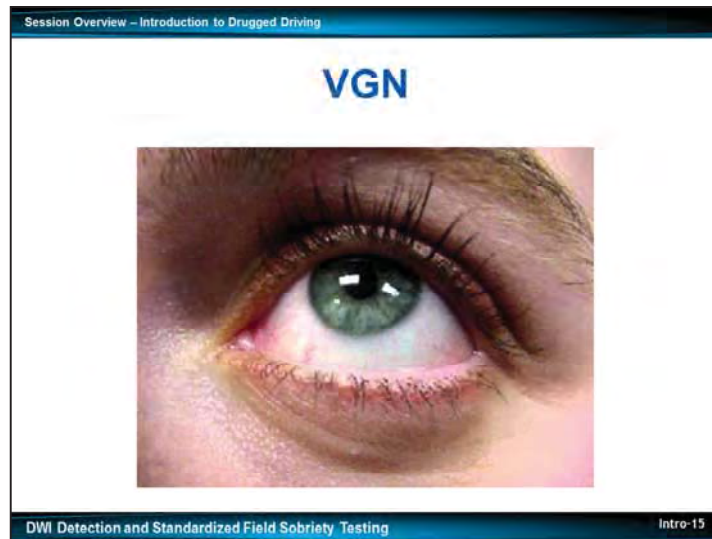 Session Overview – Introduction to Drugged Driving
VGN
DWI Detection and Standardized Field Sobriety Testing
Intro-15